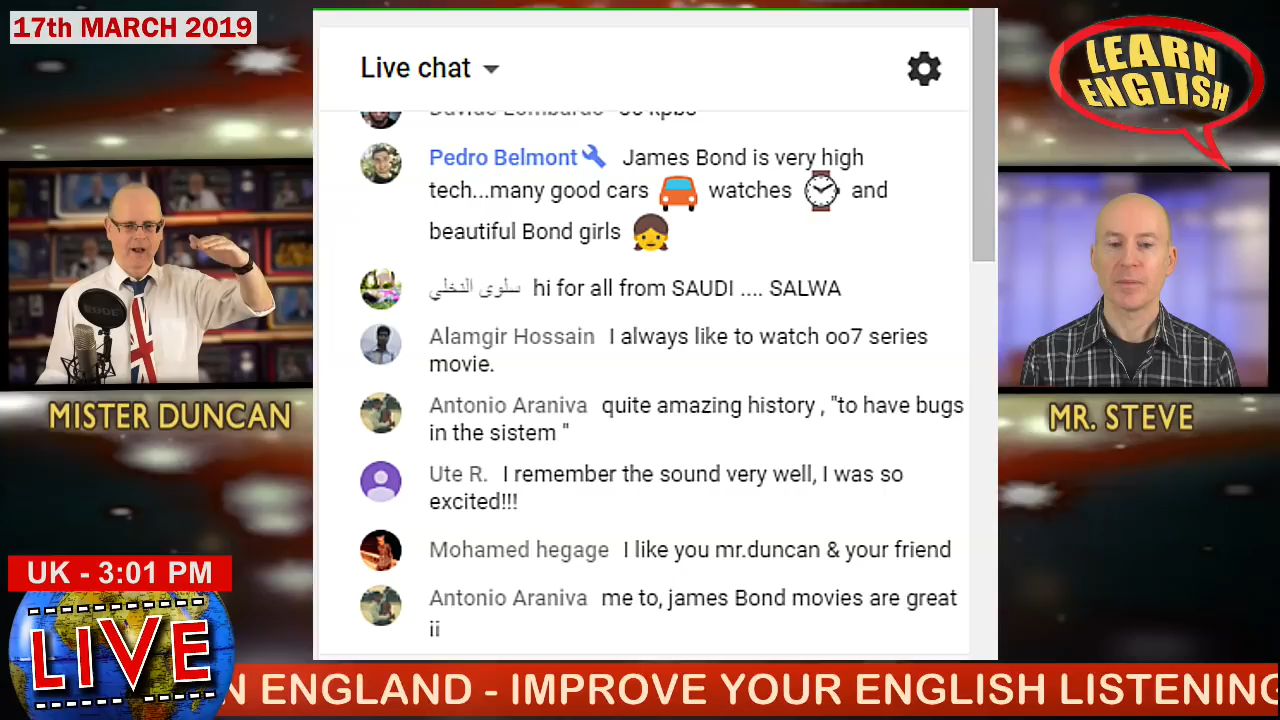 17th MARCH 2019
LEARN
ENGLISH
Live chat
Pedro Belmont James Bond is very high
tech...many good cars watches and
beautiful Bond girls
سلوى النخلي hi for all from SAUDI .... SALWA
Alamgir Hossain I always like to watch oo7 series
movie.
Antonio Araniva quite amazing history , "to have bugs
in the sistem "
Ute R. I remember the sound very well, I was so
excited!!!
Mohamed hegage I like you mr.duncan & your friend
Antonio Araniva me to, james Bond movies are great
ii
RODE
MISTER DUNCAN
MR. STEVE
UK - 3:01 PM
LIVE
N ENGLAND - IMPROVE YOUR ENGLISH LISTENING